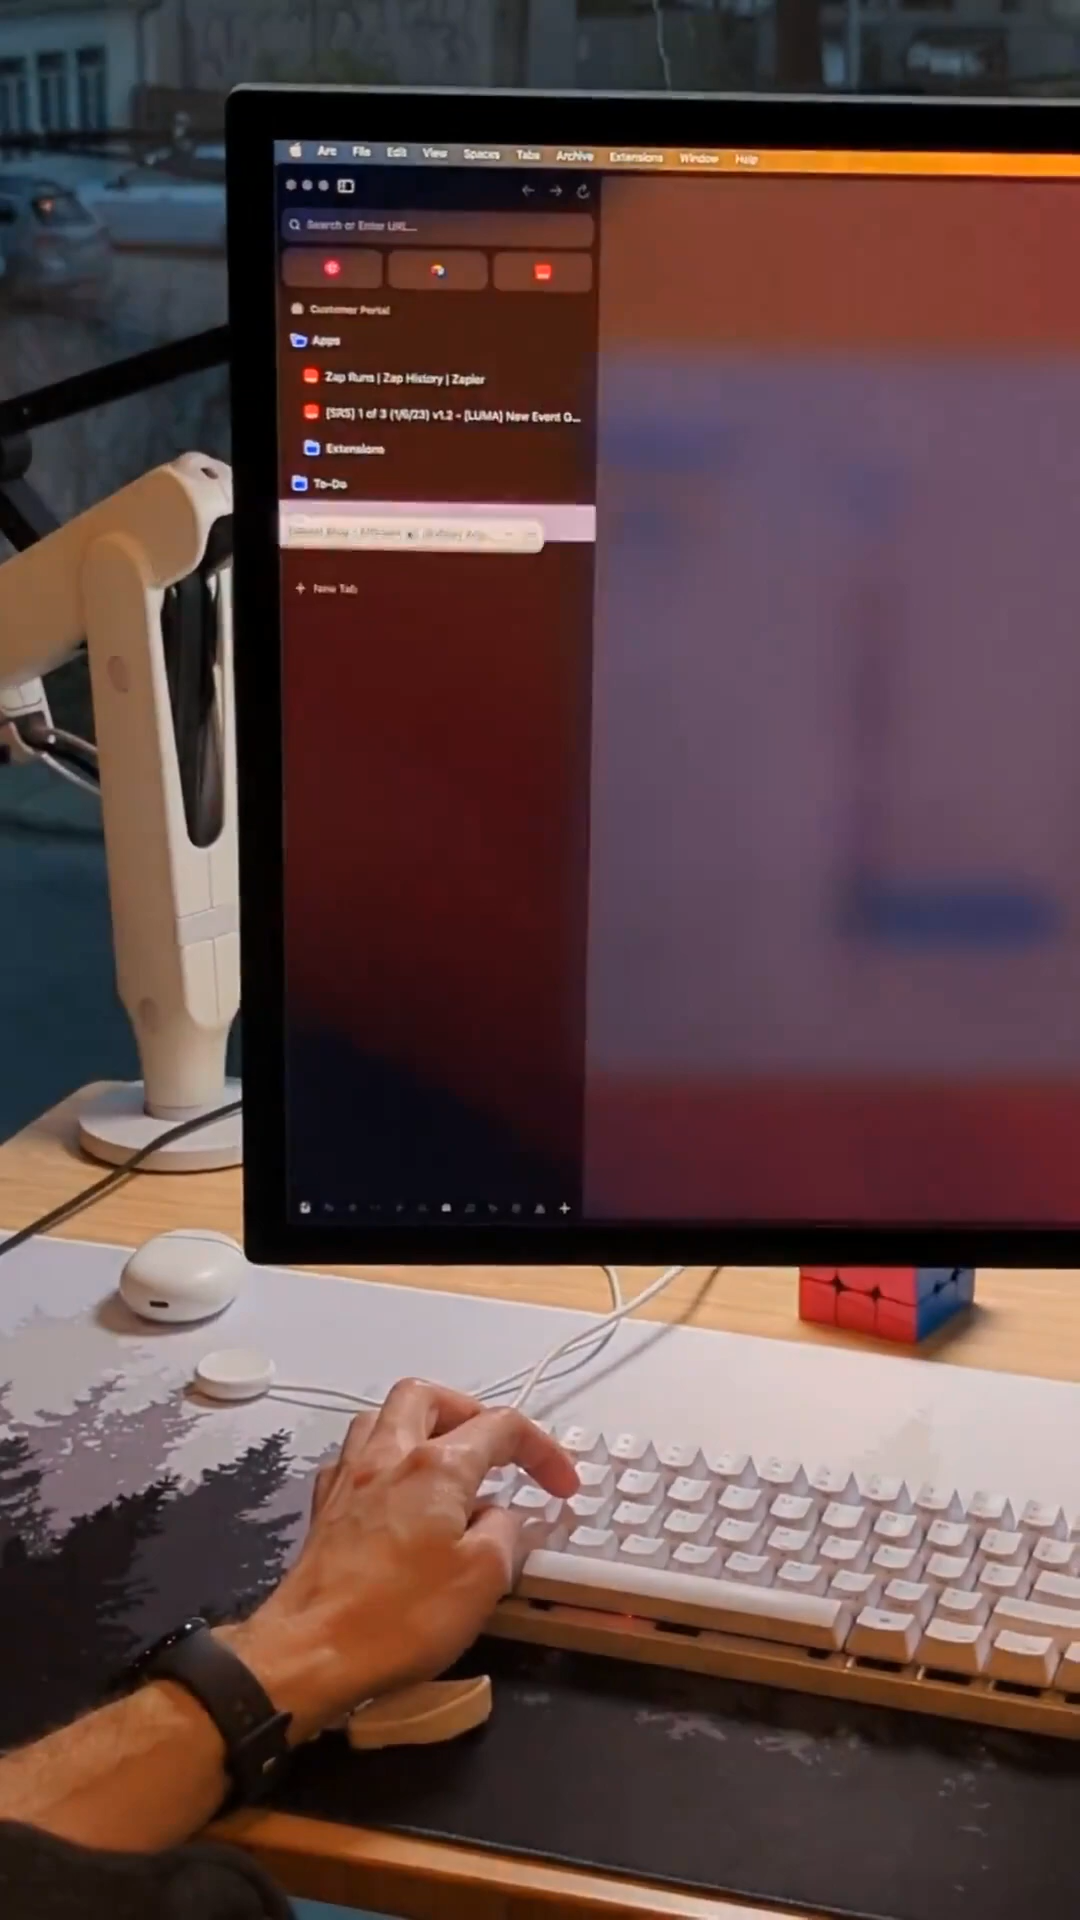 Arc File Edit View Spaces Tabs Archive Extensions Window Help
Search or Enter URL...
Customer Portal
Apps
Zap Runs | Zap History | Zapier
[SRS] 1 of 3 (1/6/23) v1.2 - [LUMA] New Event G...
Extensions
To-Do
+ New Tab